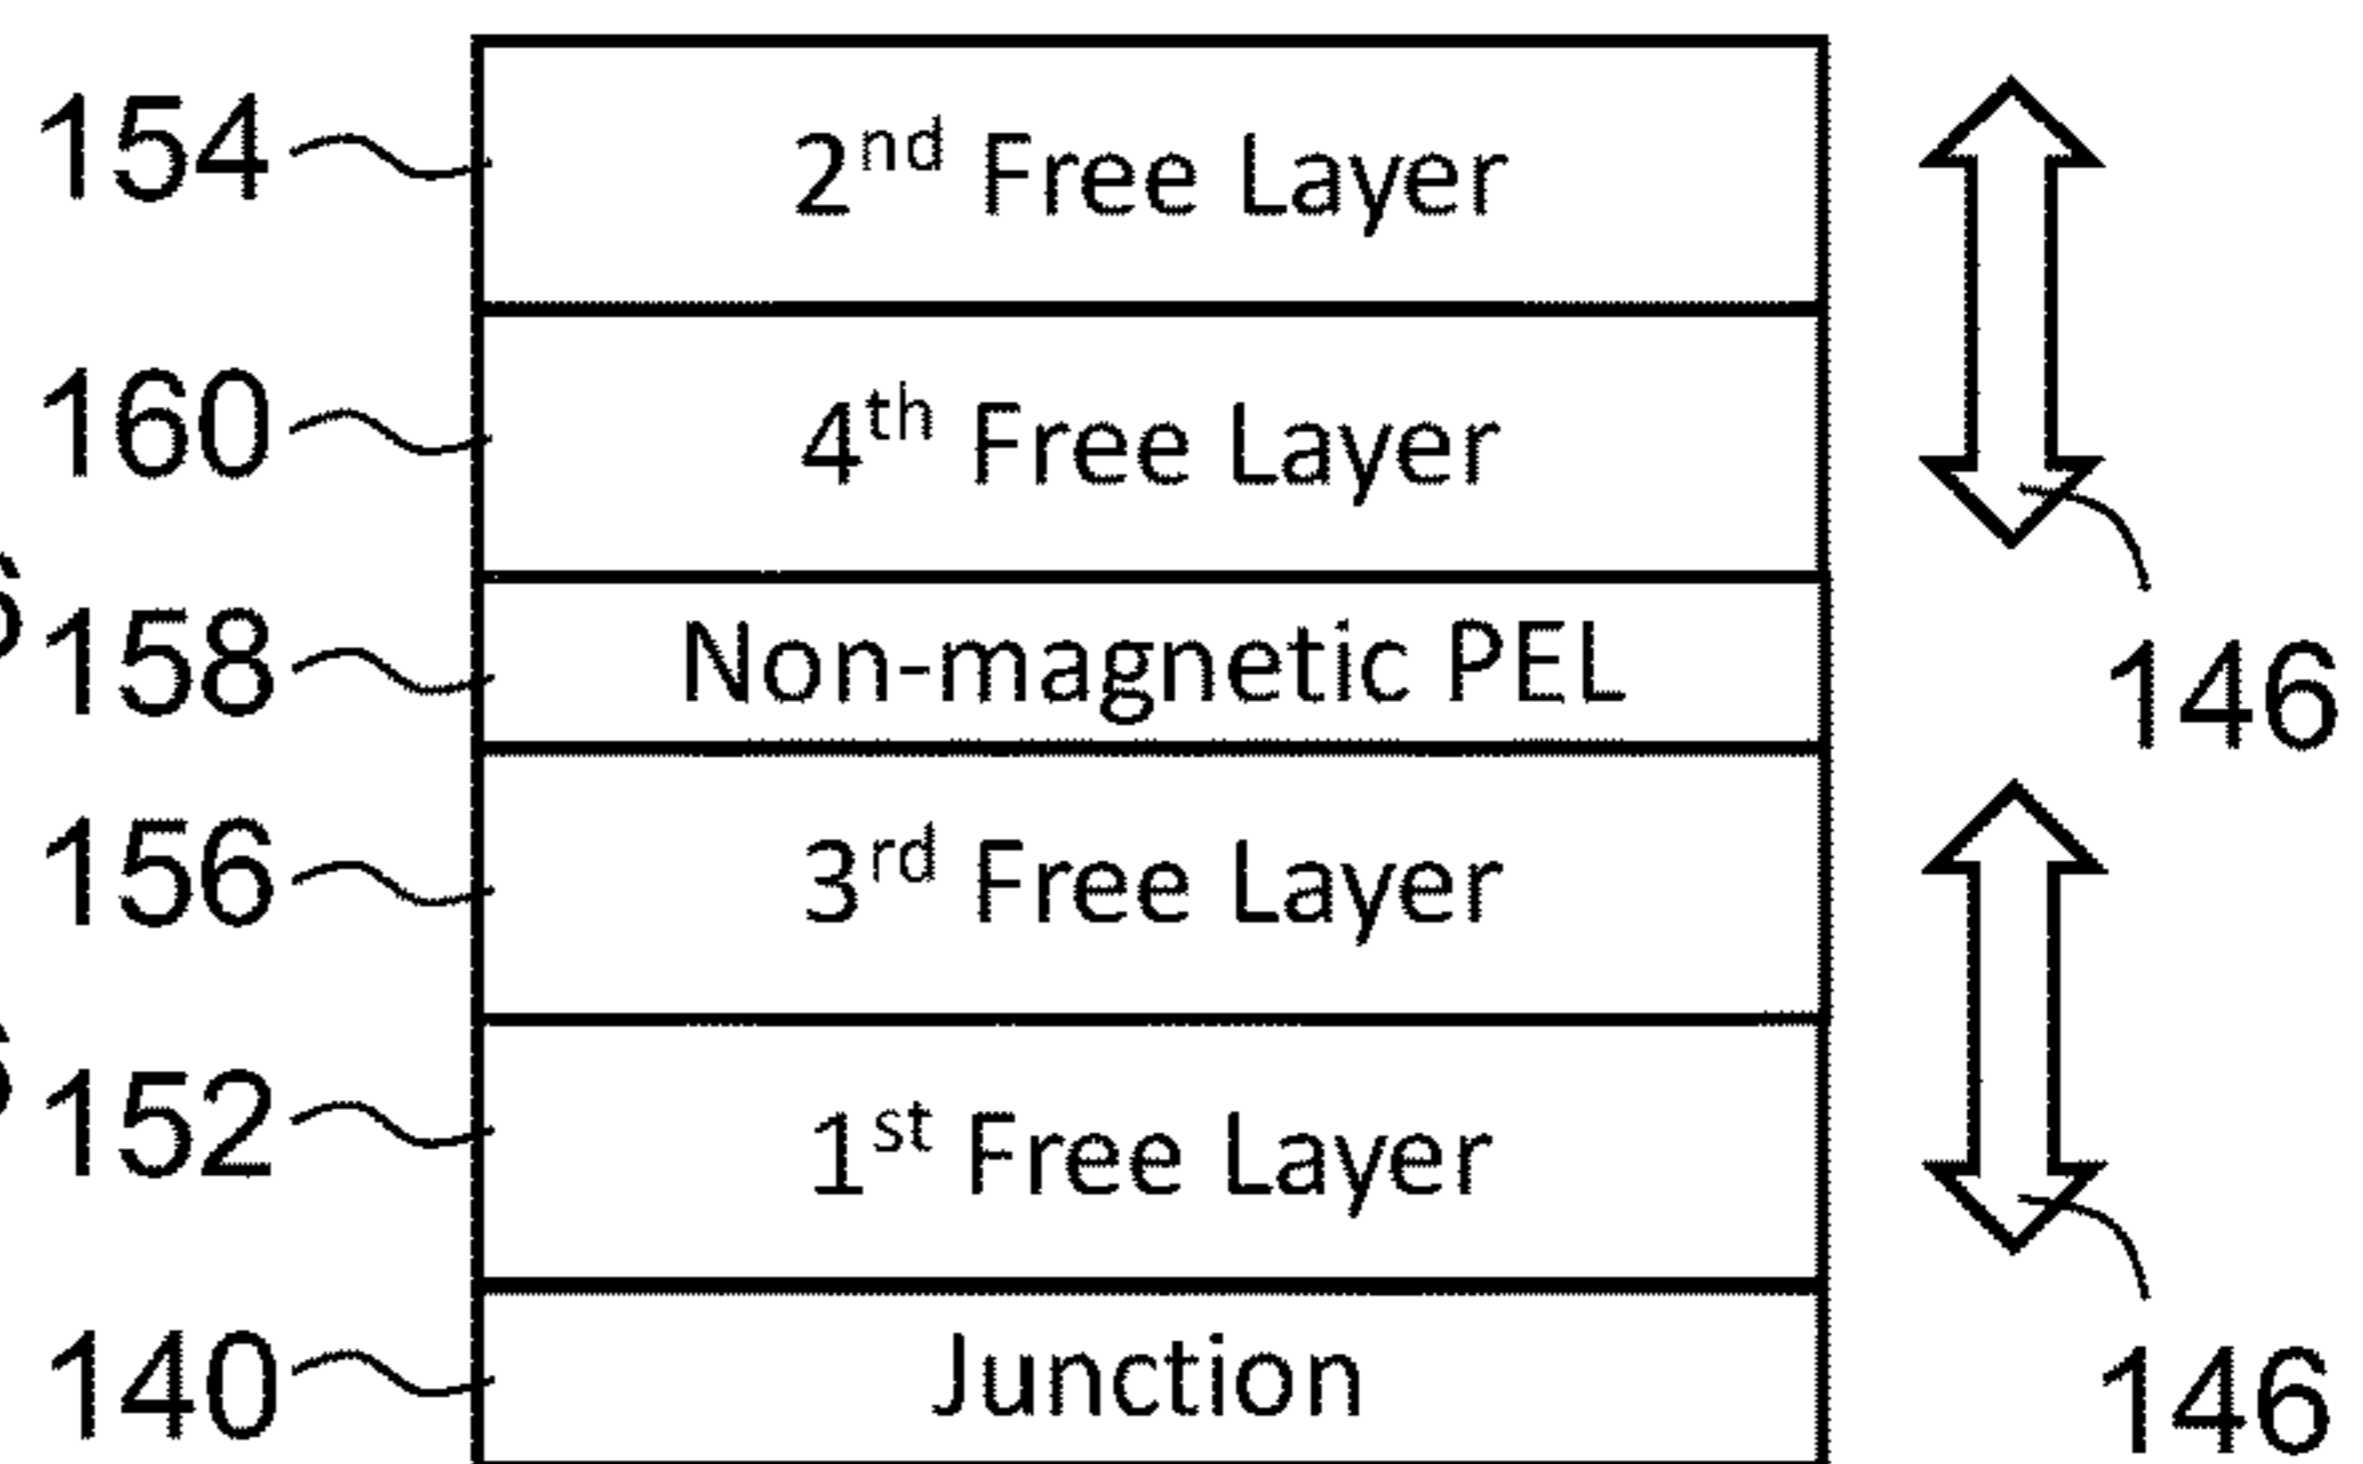 154 2nd Free Layer
160 4th Free Layer
158 Non-magnetic PEL
146
156 3rd Free Layer
152 1st Free Layer
140 Junction
146